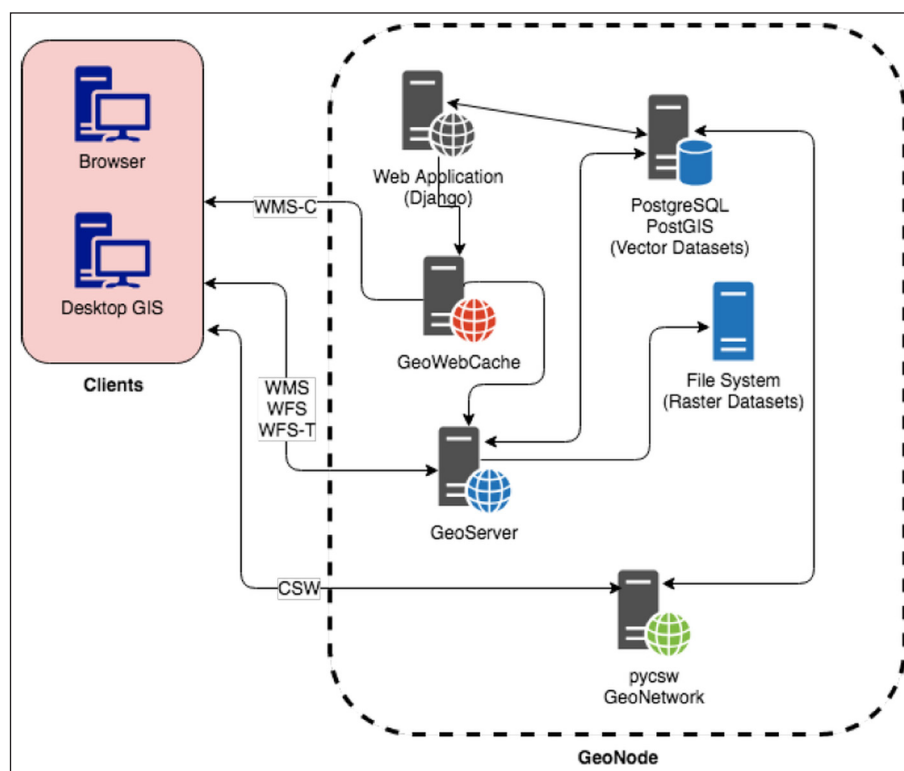 Browser
Desktop GIS
Clients
WMS-C
WMS
WFS
WFS-T
CSW
Web Application
(Django)
PostgreSQL
PostGIS
(Vector Datasets)
GeoWebCache
File System
(Raster Datasets)
GeoServer
pycsw
GeoNetwork
GeoNode